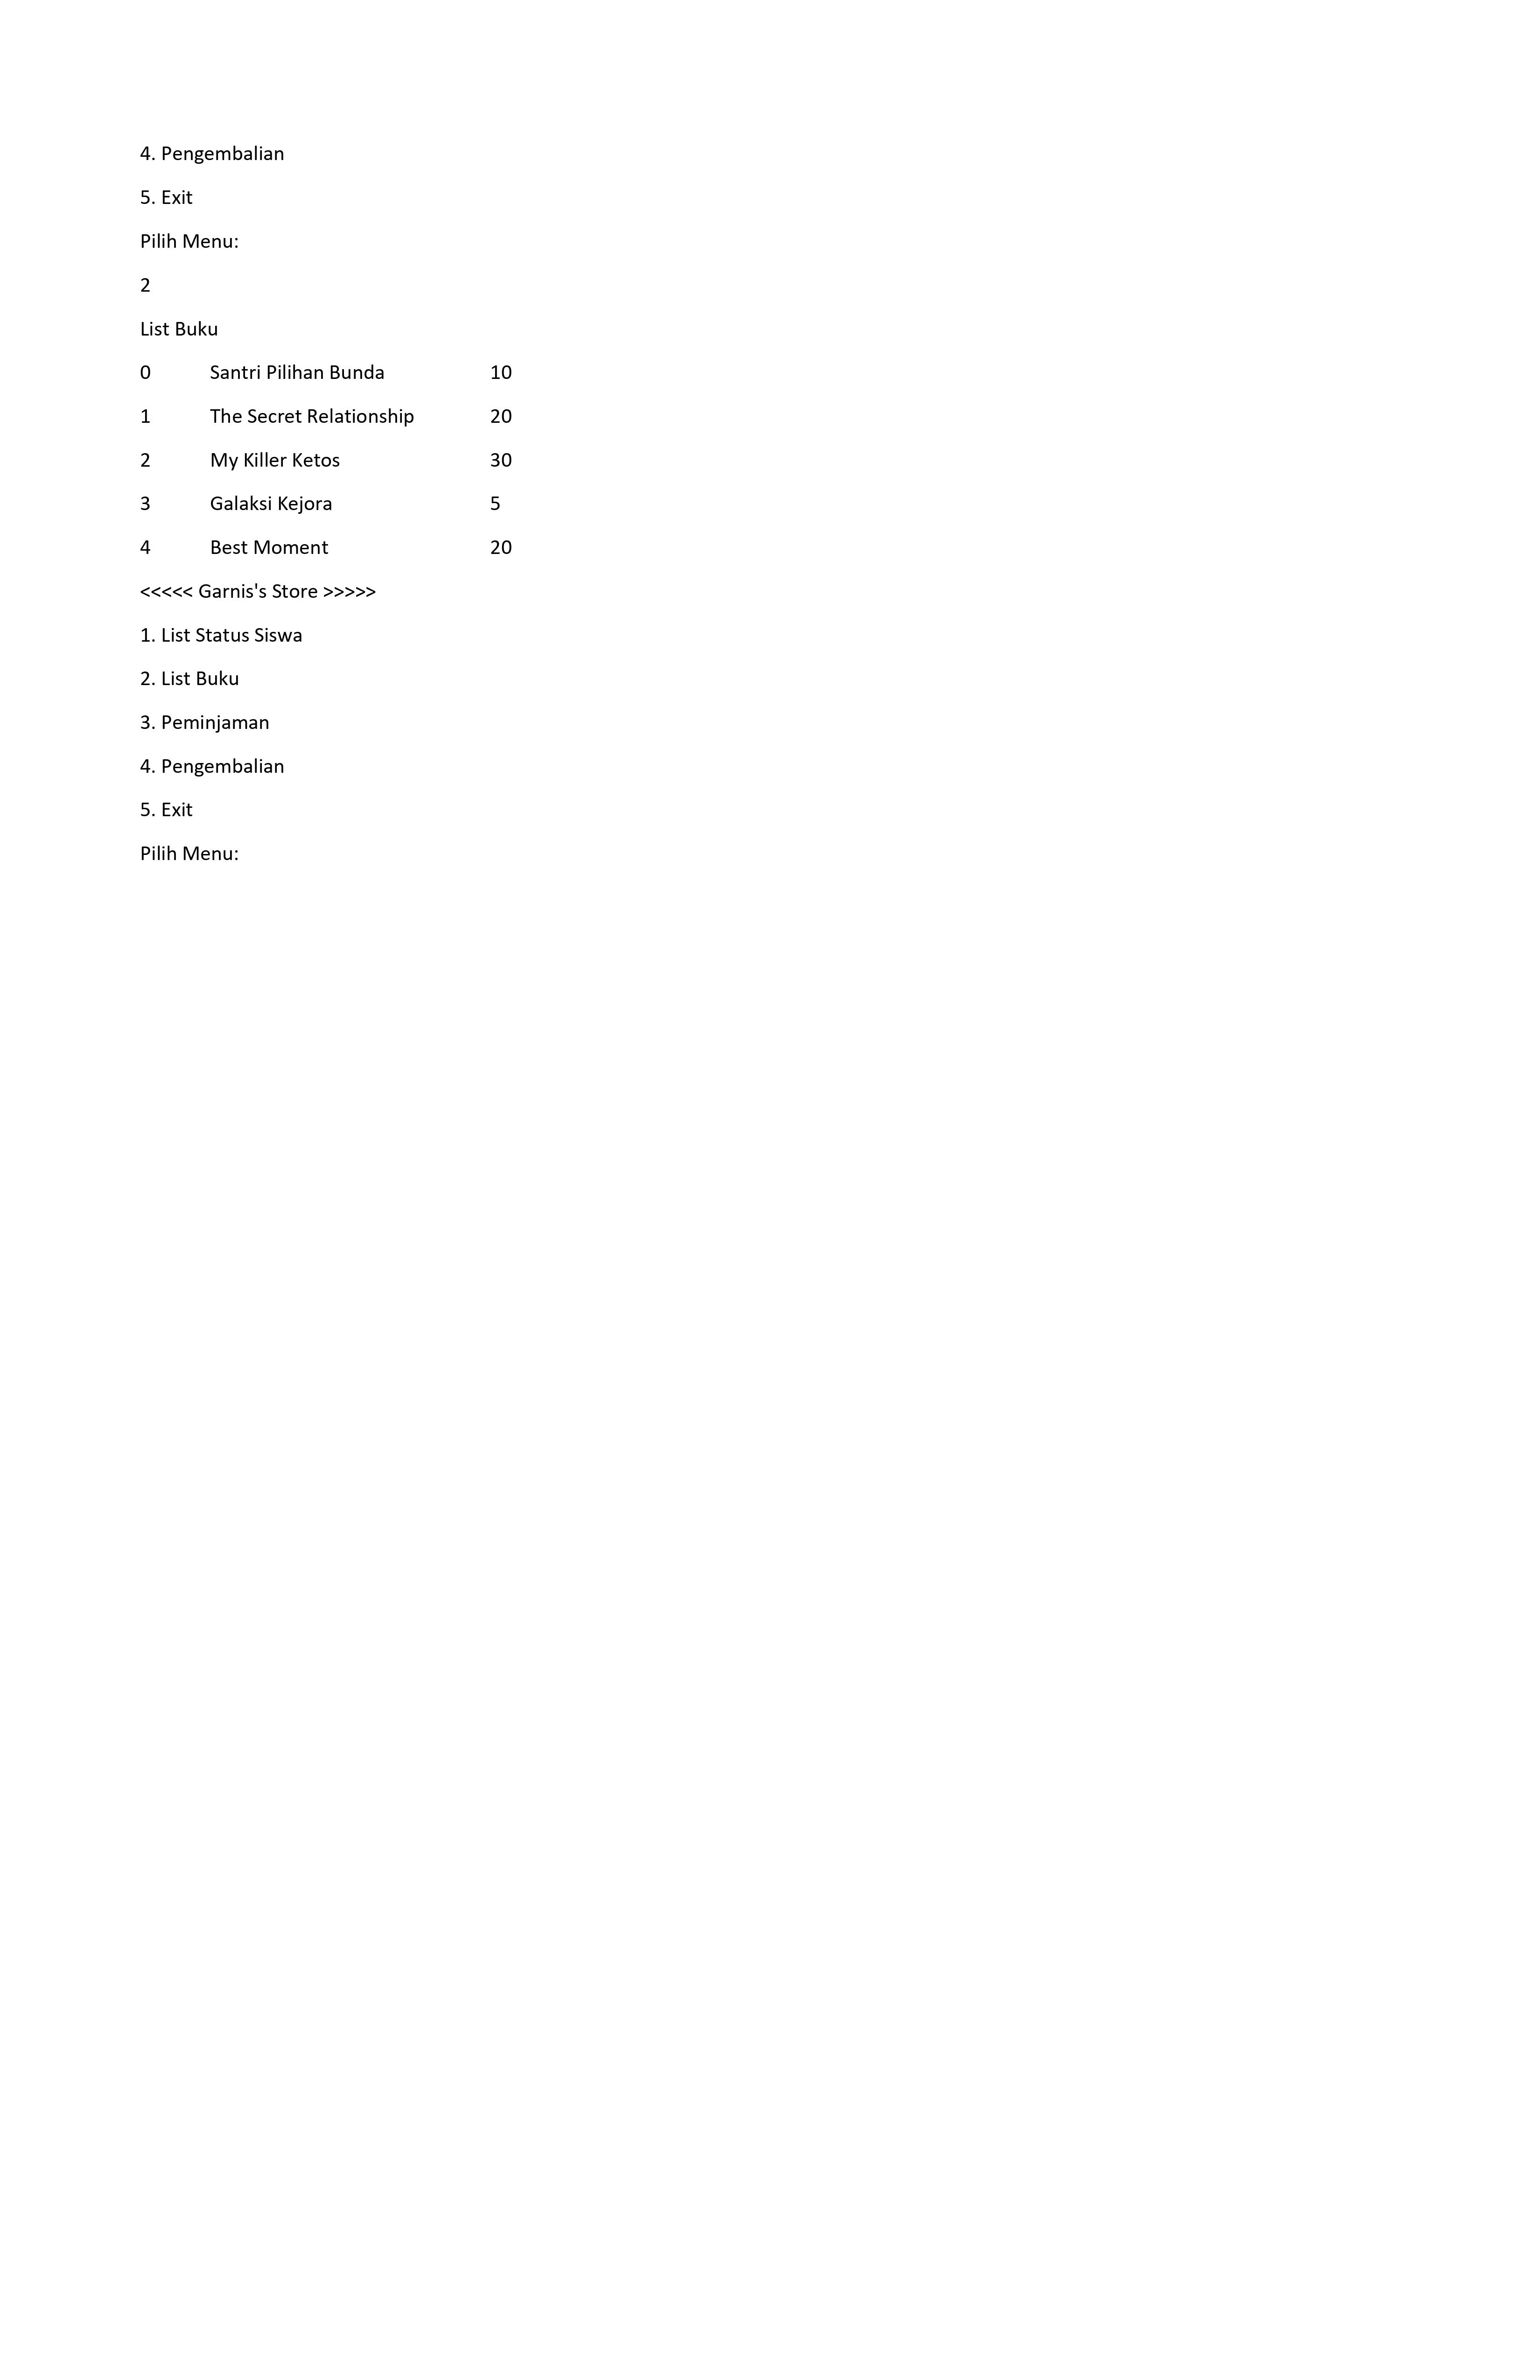 4. Pengembalian
5. Exit
Pilih Menu:
2
List Buku
0 Santri Pilihan Bunda 10
1 The Secret Relationship 20
2 My Killer Ketos 30
3 Galaksi Kejora 5
4 Best Moment 20
<<<<< Garnis's Store >>>>>
1. List Status Siswa
2. List Buku
3. Peminjaman
4. Pengembalian
5. Exit
Pilih Menu: